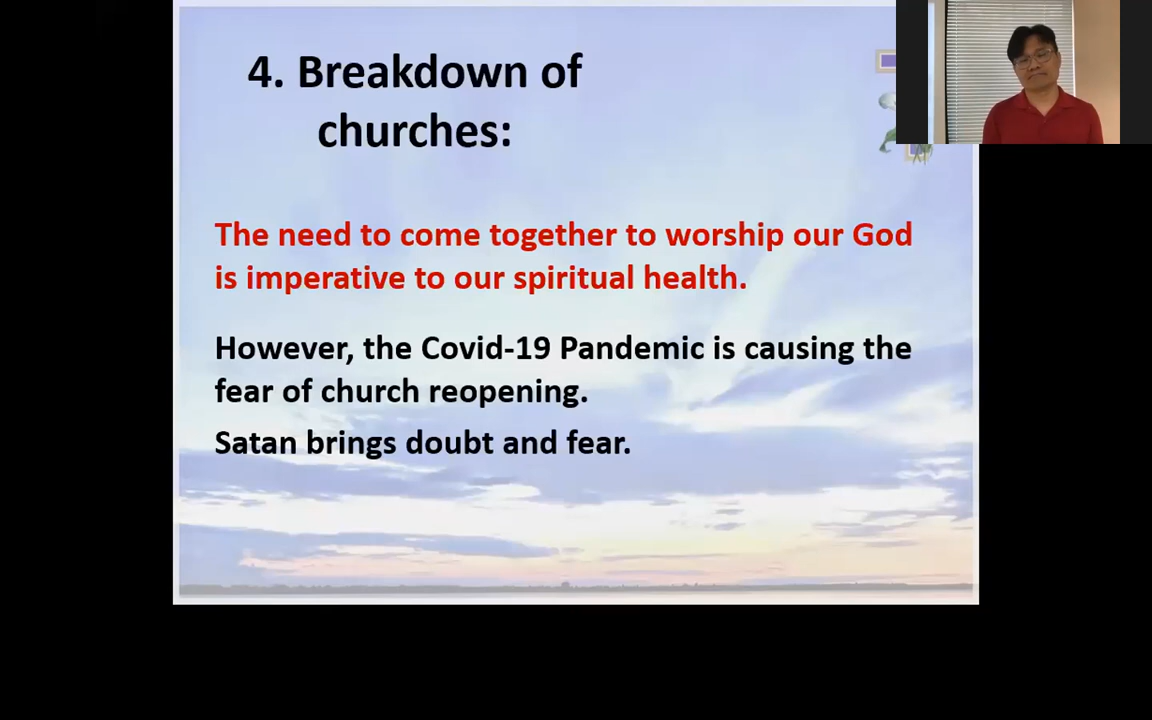 4. Breakdown of
churches:
The need to come together to worship our God
is imperative to our spiritual health.
However, the Covid-19 Pandemic is causing the
fear of church reopening.
Satan brings doubt and fear.